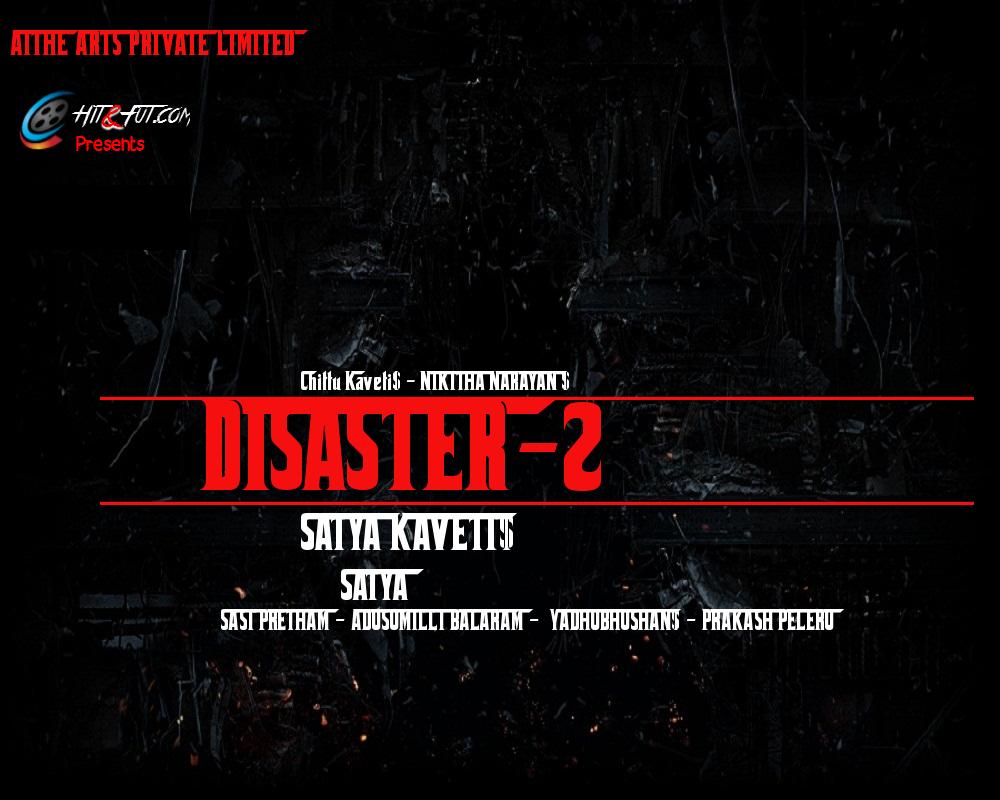 AITHE ARTS PRIVATE LIMITED
HIT&FUT.COM
Presents
Chittu Kaveti$ - NIKITHA NARAYAN$
DISASTER-2
SATYA KAVETI$
SATYA
SASI PRETHAM - ADUSUMILLI BALARAM - YADHUBHUSHAN$ - PRAKASH PELERU